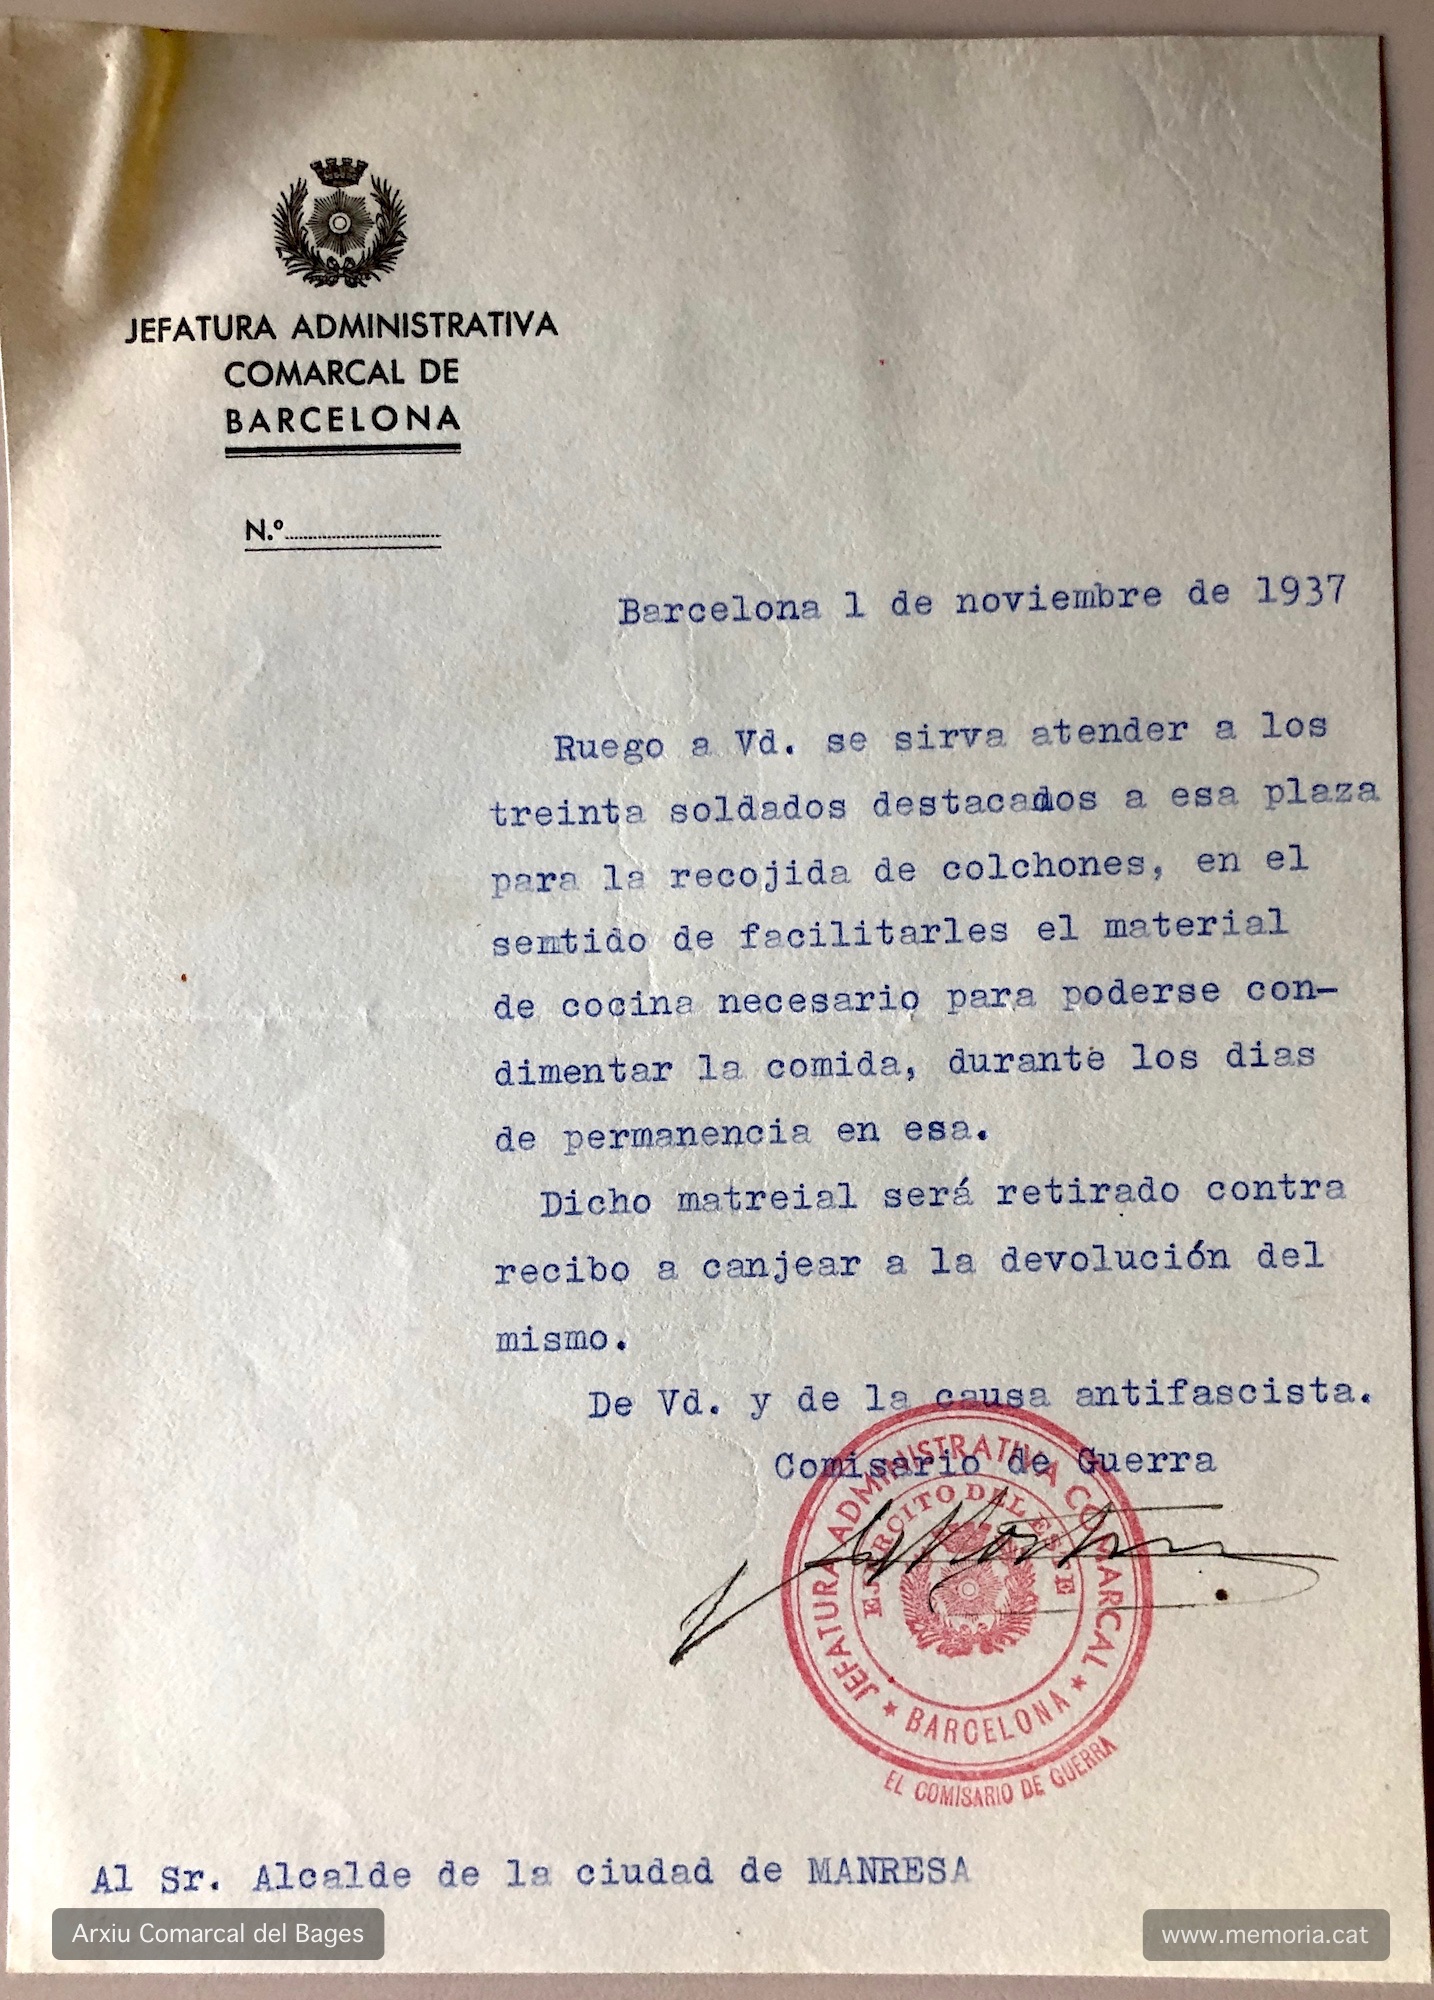 JEFATURA ADMINISTRATIVA
COMARCAL DE
BARCELONA
N.º
Barcelona 1 de noviembre de 1937
Ruego a Vd. se sirva atender a los
treinta soldados destacados a esa plaza
para la recojida de colchones, en el
sentido de facilitarles el material
de cocina necesario para poderse con-
dimentar la comida, durante los dias
de permanencia en esa.
Dicho matreial será retirado contra
recibo a canjear a la devolución del
mismo.
De Vd. y de la causa antifascista.
Comisario de Guerra
JEFATURA ADMINISTRATIVA COMARCAL
EJERCITO DEL ESTE
★ BARCELONA ★
EL COMISARIO DE GUERRA
Al Sr. Alcalde de la ciudad de MANRESA
Arxiu Comarcal del Bages
www.memoria.cat